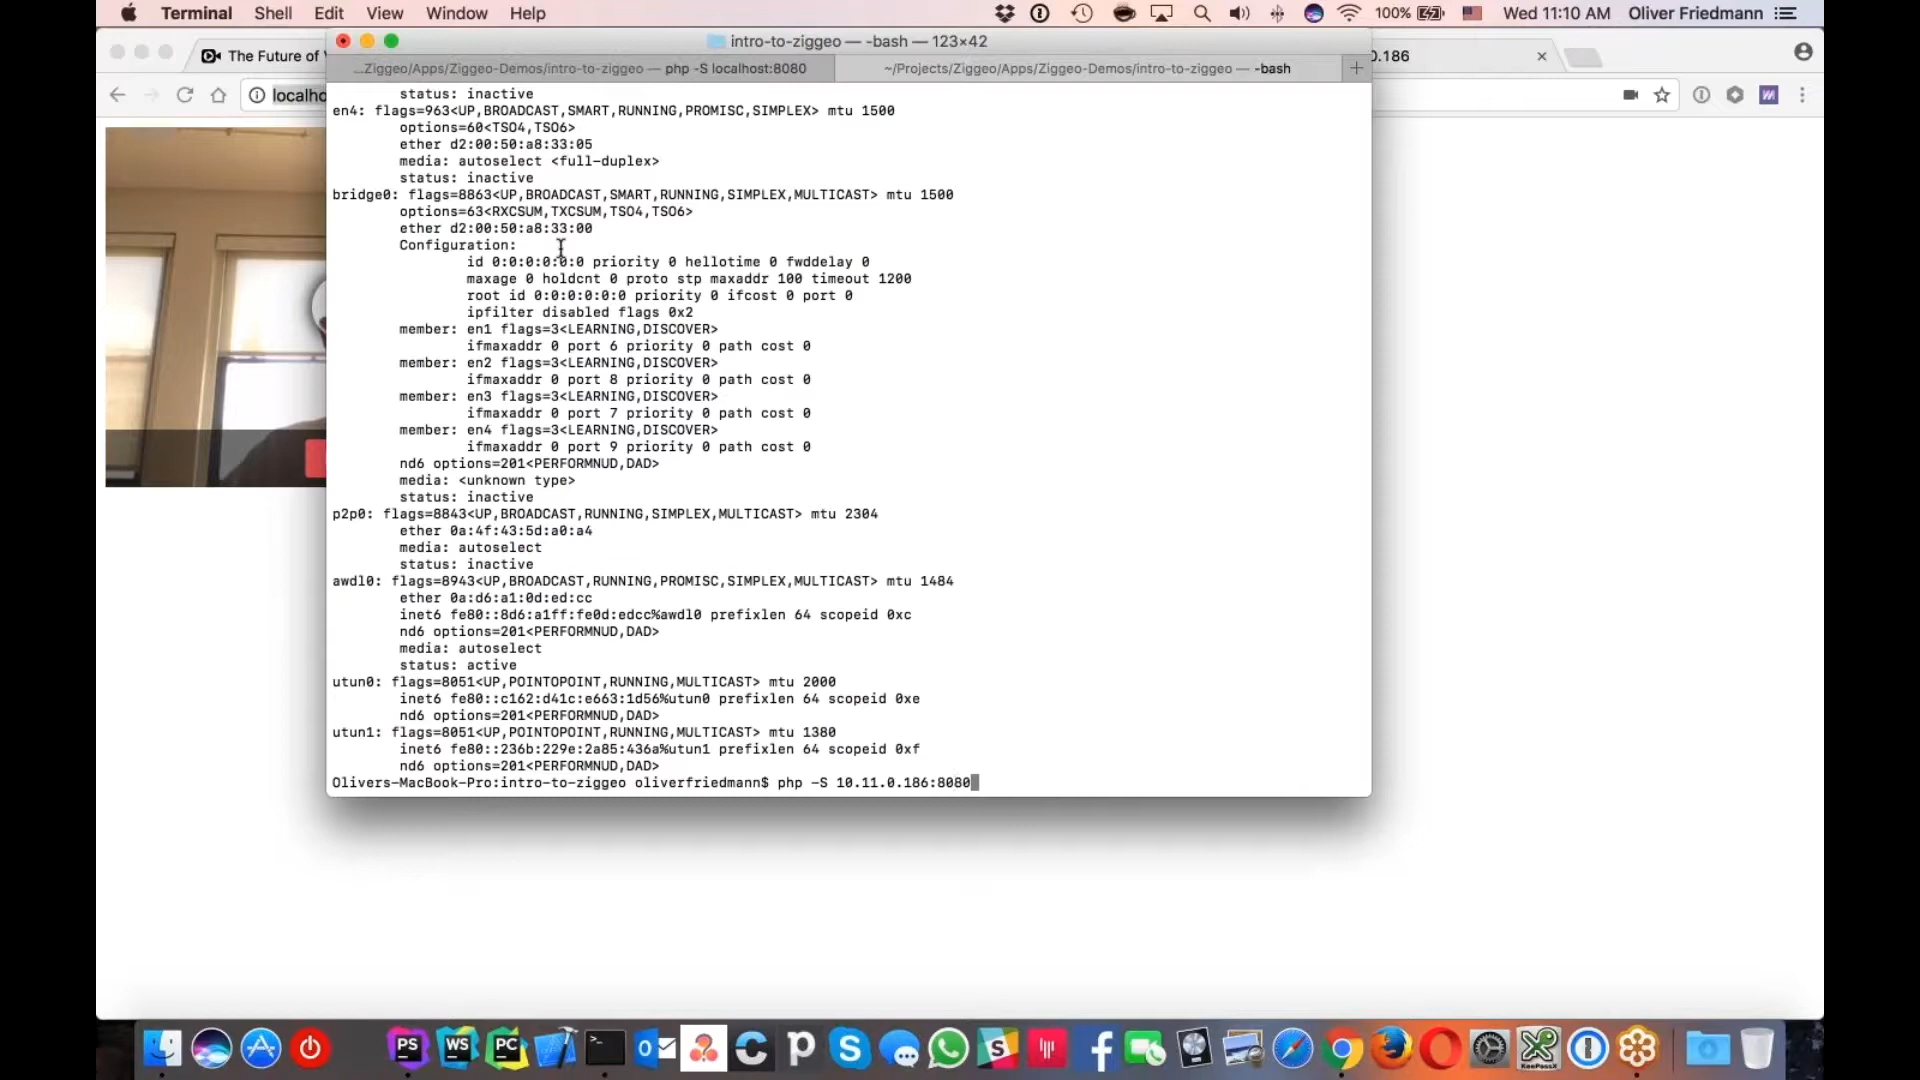 Terminal Shell Edit View Window Help 100% Wed 11:10 AM Oliver Friedmann
intro-to-ziggeo — -bash — 123×42
The Future of
0.186
...Ziggeo/Apps/Ziggeo-Demos/intro-to-ziggeo — php -S localhost:8080
~/Projects/Ziggeo/Apps/Ziggeo-Demos/intro-to-ziggeo — -bash
localho
status: inactive
en4: flags=963<UP,BROADCAST,SMART,RUNNING,PROMISC,SIMPLEX> mtu 1500
options=60<TSO4,TSO6>
ether d2:00:50:a8:33:05
media: autoselect <full-duplex>
status: inactive
bridge0: flags=8863<UP,BROADCAST,SMART,RUNNING,SIMPLEX,MULTICAST> mtu 1500
options=63<RXCSUM,TXCSUM,TSO4,TSO6>
ether d2:00:50:a8:33:00
Configuration:
id 0:0:0:0:0:0 priority 0 hellotime 0 fwddelay 0
maxage 0 holdcnt 0 proto stp maxaddr 100 timeout 1200
root id 0:0:0:0:0:0 priority 0 ifcost 0 port 0
ipfilter disabled flags 0x2
member: en1 flags=3<LEARNING,DISCOVER>
ifmaxaddr 0 port 6 priority 0 path cost 0
member: en2 flags=3<LEARNING,DISCOVER>
ifmaxaddr 0 port 8 priority 0 path cost 0
member: en3 flags=3<LEARNING,DISCOVER>
ifmaxaddr 0 port 7 priority 0 path cost 0
member: en4 flags=3<LEARNING,DISCOVER>
ifmaxaddr 0 port 9 priority 0 path cost 0
nd6 options=201<PERFORMNUD,DAD>
media: <unknown type>
status: inactive
p2p0: flags=8843<UP,BROADCAST,RUNNING,SIMPLEX,MULTICAST> mtu 2304
ether 0a:4f:43:5d:a0:a4
media: autoselect
status: inactive
awdl0: flags=8943<UP,BROADCAST,RUNNING,PROMISC,SIMPLEX,MULTICAST> mtu 1484
ether 0a:d6:a1:0d:ed:cc
inet6 fe80::8d6:a1ff:fe0d:edcc%awdl0 prefixlen 64 scopeid 0xc
nd6 options=201<PERFORMNUD,DAD>
media: autoselect
status: active
utun0: flags=8051<UP,POINTOPOINT,RUNNING,MULTICAST> mtu 2000
inet6 fe80::c162:d41c:e663:1d56%utun0 prefixlen 64 scopeid 0xe
nd6 options=201<PERFORMNUD,DAD>
utun1: flags=8051<UP,POINTOPOINT,RUNNING,MULTICAST> mtu 1380
inet6 fe80::236b:229e:2a85:436a%utun1 prefixlen 64 scopeid 0xf
nd6 options=201<PERFORMNUD,DAD>
Olivers-MacBook-Pro:intro-to-ziggeo oliverfriedmann$ php -S 10.11.0.186:8080
PS WS PC
KeePassX